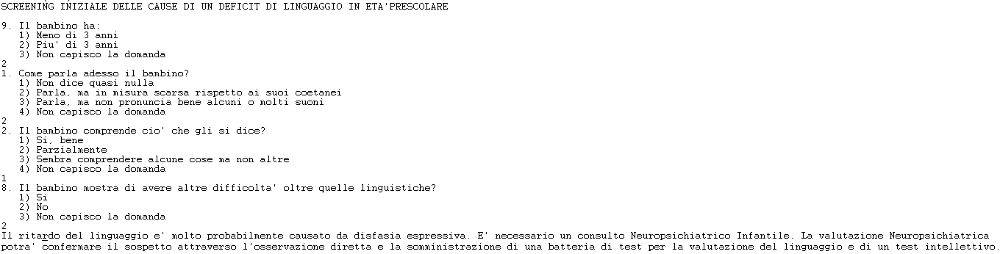 SCREENING INIZIALE DELLE CAUSE DI UN DEFICIT DI LINGUAGGIO IN ETA'PRESCOLARE
9. Il bambino ha:
1) Meno di 3 anni
2) Piu' di 3 anni
3) Non capisco la domanda
2
1. Come parla adesso il bambino?
1) Non dice quasi nulla
2) Parla, ma in misura scarsa rispetto ai suoi coetanei
3) Parla, ma non pronuncia bene alcuni o molti suoni
4) Non capisco la domanda
2
2. Il bambino comprende cio' che gli si dice?
1) Si, bene
2) Parzialmente
3) Sembra comprendere alcune cose ma non altre
4) Non capisco la domanda
1
8. Il bambino mostra di avere altre difficolta' oltre quelle linguistiche?
1) Si
2) No
3) Non capisco la domanda
2
Il ritardo del linguaggio e' molto probabilmente causato da disfasia espressiva. E' necessario un consulto Neuropsichiatrico Infantile. La valutazione Neuropsichiatrica
potra' confermare il sospetto attraverso l'osservazione diretta e la somministrazione di una batteria di test per la valutazione del linguaggio e di un test intellettivo.